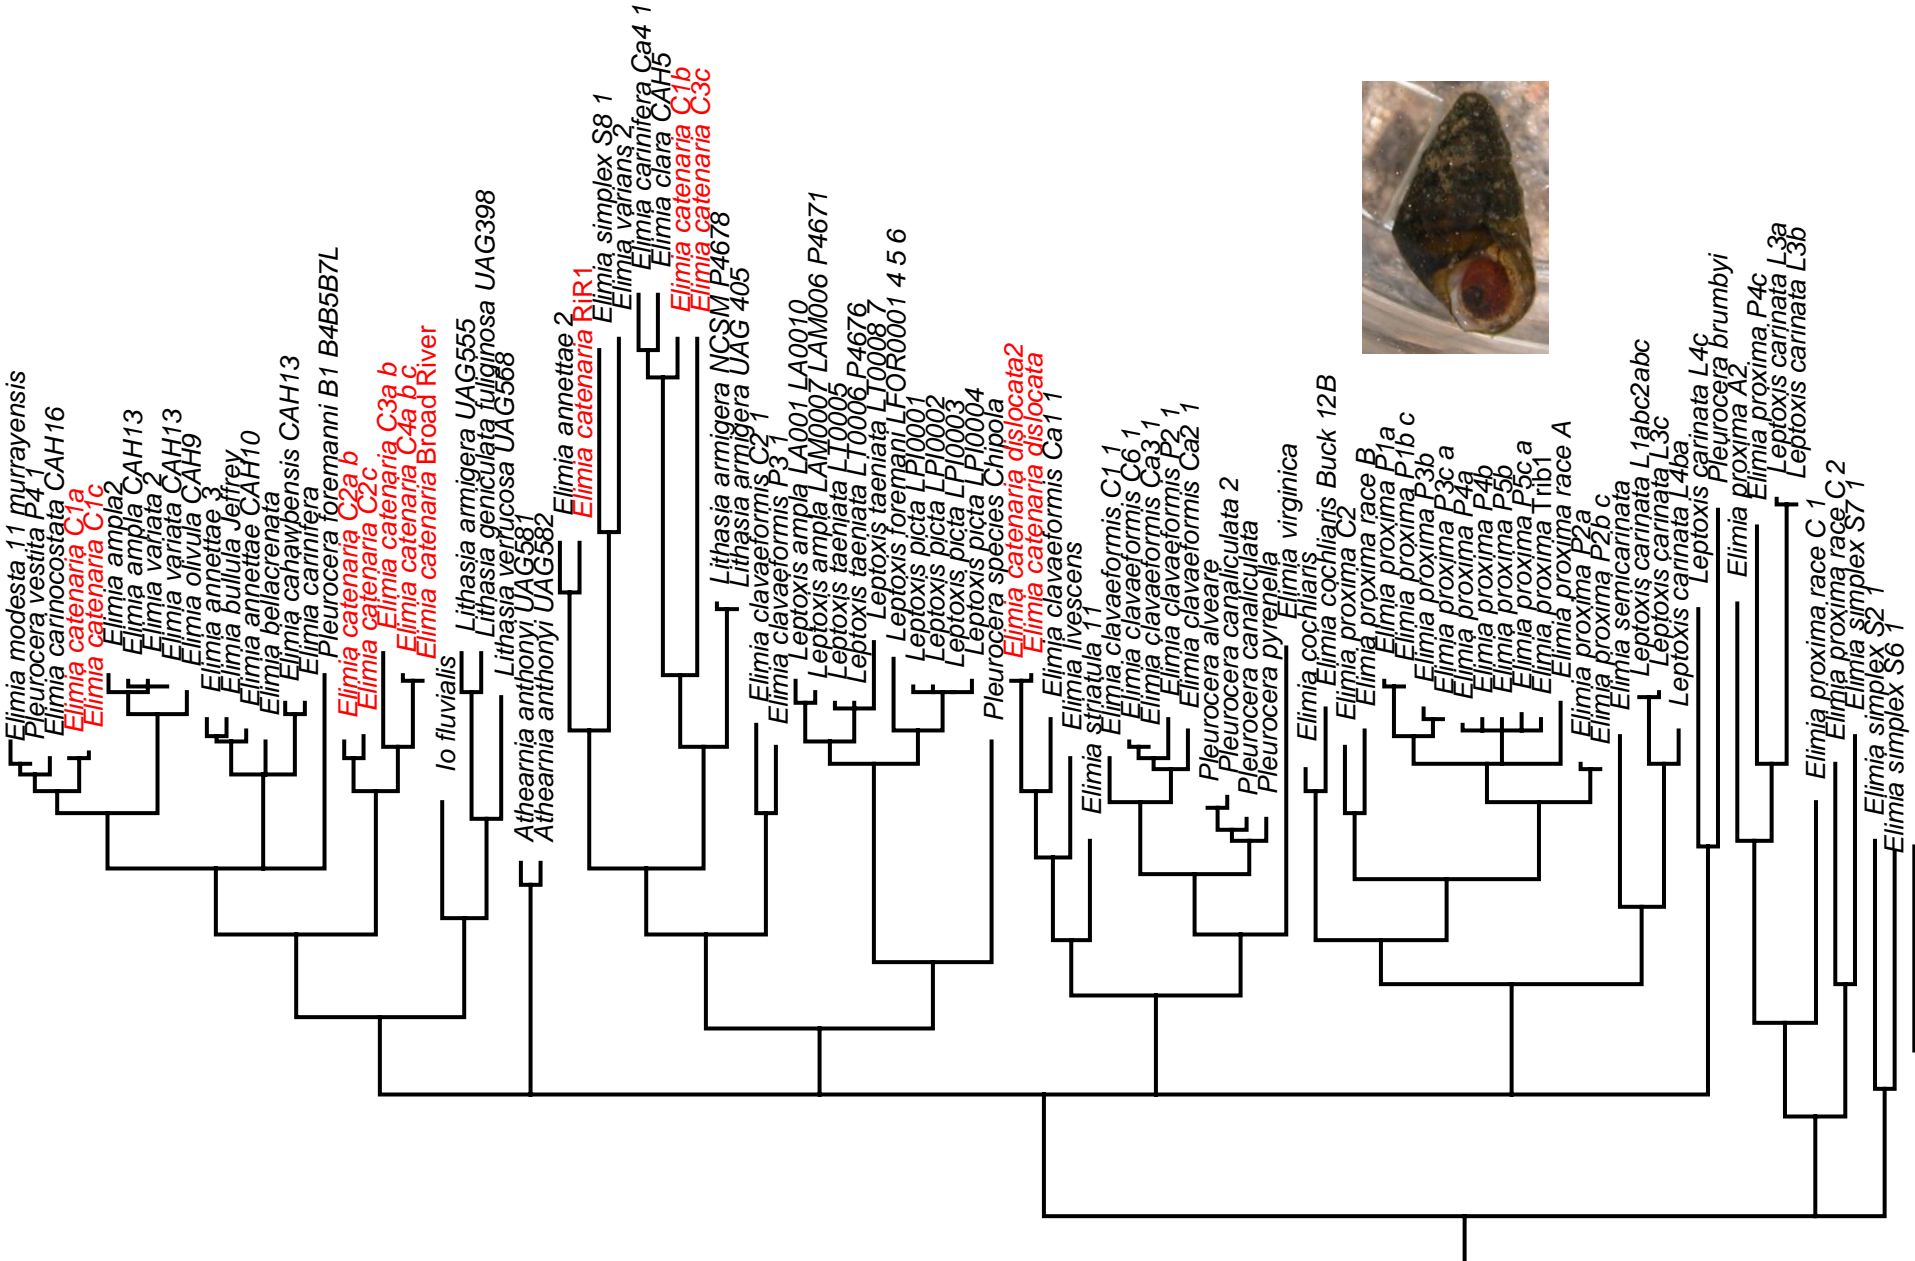 Elimia modesta 11 murrayensis
Pleurocera vestita P4 1
Elimia carinocostata CAH16
Elimia catenaria C1a
Elimia catenaria C1c
Elimia ampla2
Elimia ampla CAH13
Elimia variata 2
Elimia variata CAH13
Elimia olivula CAH9
Elimia annettae 3
Elimia bullula Jeffrey
Elimia annettae CAH10
Elimia bellacrenata
Elimia cahawbensis CAH13
Elimia carinifera
Pleurocera foremanni B1 B4B5B7L
Elimia catenaria C2a b
Elimia catenaria C2c
Elimia catenaria C3a b
Elimia catenaria C4a b c
Elimia catenaria Broad River
Io fluvialis
Lithasia armigera UAG555
Lithasia geniculata fuliginosa UAG398
Lithasia verrucosa UAG568
Athearnia anthonyi UAG581
Athearnia anthonyi UAG582
Elimia annettae 2
Elimia catenaria RiR1
Elimia simplex S8 1
Elimia varians 2
Elimia carinifera Ca4 1
Elimia clara CAH5
Elimia catenaria C1b
Elimia catenaria C3c
Lithasia armigera NCSM P4678
Lithasia armigera UAG 405
Elimia clavaeformis C2 1
Elimia clavaeformis P3 1
Leptoxis ampla LA001 LA0010
Leptoxis ampla LAM0007 LAM006 P4671
Leptoxis taeniata LT0005
Leptoxis taeniata LT0006 P4676
Leptoxis taeniata LT0008 7
Leptoxis foremani LFOR0001 4 5 6
Leptoxis picta LPI0001
Leptoxis picta LPI0002
Leptoxis picta LPI0003
Leptoxis picta LPI0004
Pleurocera species Chipola
Elimia catenaria dislocata2
Elimia catenaria dislocata
Elimia clavaeformis Ca1 1
Elimia livescens
Elimia striatula 11
Elimia clavaeformis C1 1
Elimia clavaeformis C6 1
Elimia clavaeformis Ca3 1
Elimia clavaeformis P2 1
Elimia clavaeformis Ca2 1
Pleurocera alveare
Pleurocera canaliculata 2
Pleurocera canaliculata
Pleurocera pyrenella
Elimia virginica
Elimia cochliaris
Elimia cochliaris Buck 12B
Elimia proxima C2
Elimia proxima race B
Elimia proxima P1a
Elimia proxima P1b c
Elimia proxima P3b
Elimia proxima P3c a
Elimia proxima P4a
Elimia proxima P4b
Elimia proxima P5b
Elimia proxima P5c a
Elimia proxima Trib1
Elimia proxima race A
Elimia proxima P2a
Elimia proxima P2b c
Elimia semicarinata
Leptoxis carinata L1abc2abc
Leptoxis carinata L3c
Leptoxis carinata L4ba
Leptoxis carinata L4c
Pleurocera brumbyi
Elimia proxima A2
Elimia proxima P4c
Leptoxis carinata L3a
Leptoxis carinata L3b
Elimia proxima race C 1
Elimia proxima race C 2
Elimia simplex S7 1
Elimia simplex S2 1
Elimia simplex S6 1